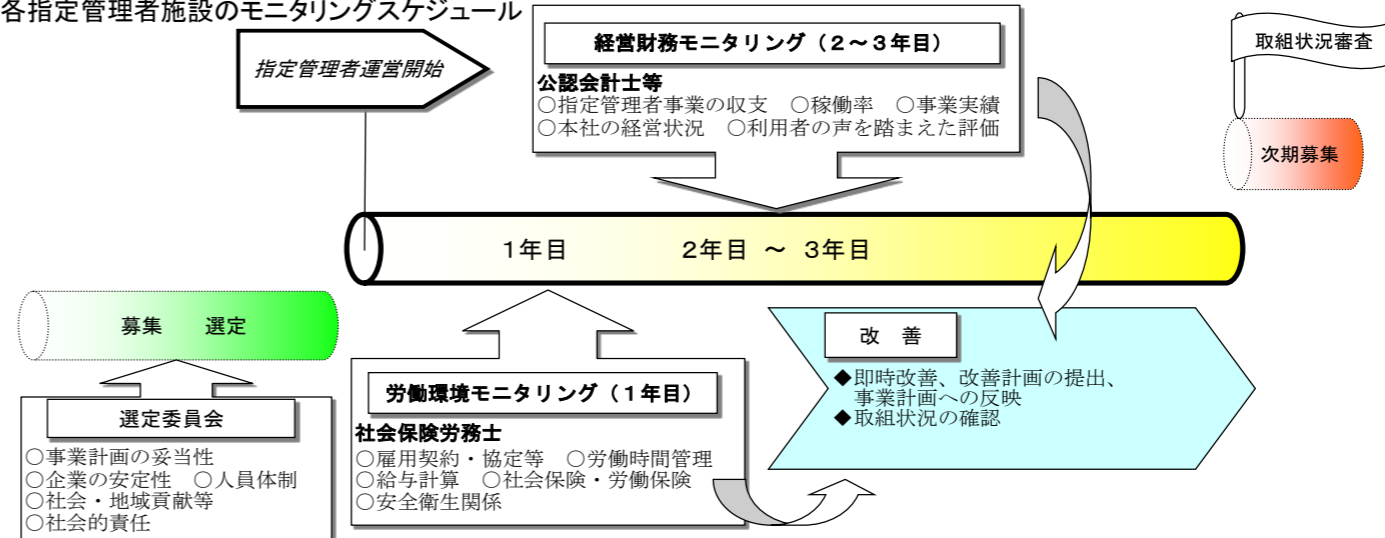 各指定管理者施設のモニタリングスケジュール
指定管理者運営開始
経営財務モニタリング（２～３年目）
公認会計士等
○指定管理者事業の収支　○稼働率　○事業実績
○本社の経営状況　○利用者の声を踏まえた評価
取組状況審査
次期募集
１年目　２年目 ～ ３年目
募集　選定
選定委員会
○事業計画の妥当性
○企業の安定性　○人員体制
○社会・地域貢献等
○社会的責任
労働環境モニタリング（１年目）
社会保険労務士
○雇用契約・協定等　○労働時間管理
○給与計算　○社会保険・労働保険
○安全衛生関係
改　善
◆即時改善、改善計画の提出、
事業計画への反映
◆取組状況の確認